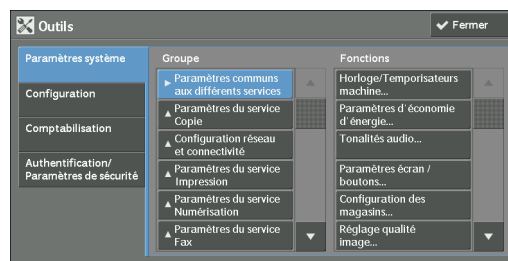 Outils
Fermer
Paramètres système
Configuration
Comptabilisation
Authentification/
Paramètres de sécurité
Groupe
Paramètres communs
aux différents services
Paramètres du service
Copie
Configuration réseau
et connectivité
Paramètres du service
Impression
Paramètres du service
Numérisation
Paramètres du service
Fax
Fonctions
Horloge/Temporisateurs
machine...
Paramètres d'économie
d'énergie...
Tonalités audio...
Paramètres écran /
boutons...
Configuration des
magasins...
Réglage qualité
image...